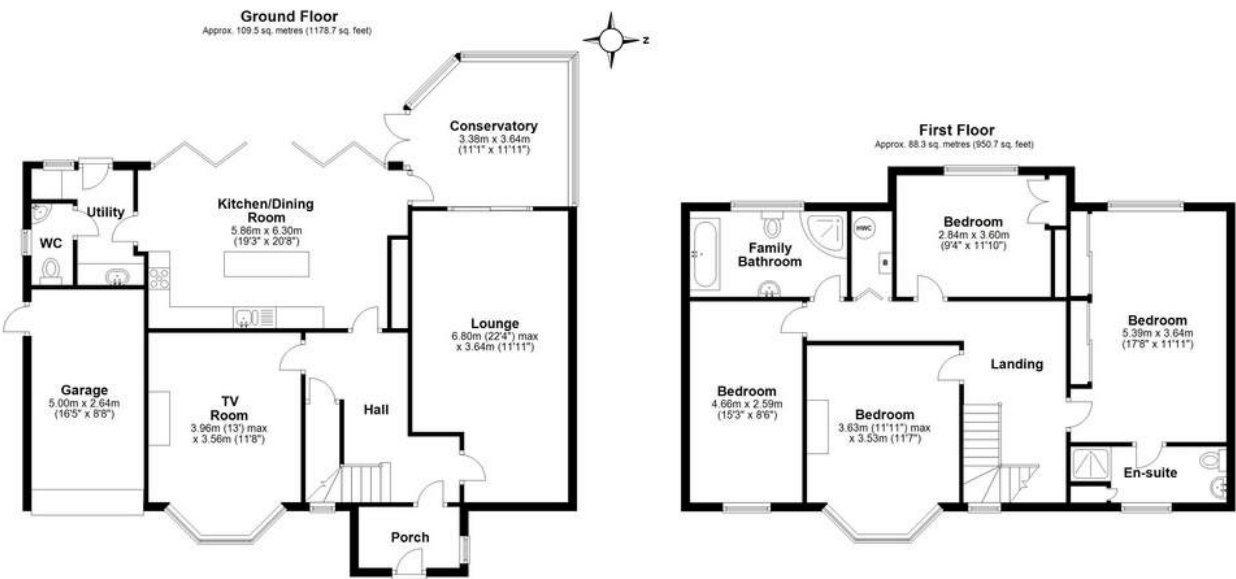 Ground Floor
Approx. 109.5 sq. metres (1178.7 sq. feet)
Z
Conservatory
3.38m x 3.64m
(11'1" x 11'11")
Utility
WC
Kitchen/Dining
Room
5.86m x 6.30m
(19'3" x 20'8")
Lounge
6.80m (22'4") max
x 3.64m (11'11")
Garage
5.00m x 2.64m
(16'5" x 8'8")
TV
Room
3.96m (13') max
x 3.56m (11'8")
Hall
Porch
First Floor
Approx. 88.3 sq. metres (950.7 sq. feet)
Family
Bathroom
HWC
B
Bedroom
2.84m x 3.60m
(9'4" x 11'10")
Bedroom
5.39m x 3.64m
(17'8" x 11'11")
Landing
Bedroom
4.66m x 2.59m
(15'3" x 8'6")
Bedroom
3.63m (11'11") max
x 3.53m (11'7")
En-suite